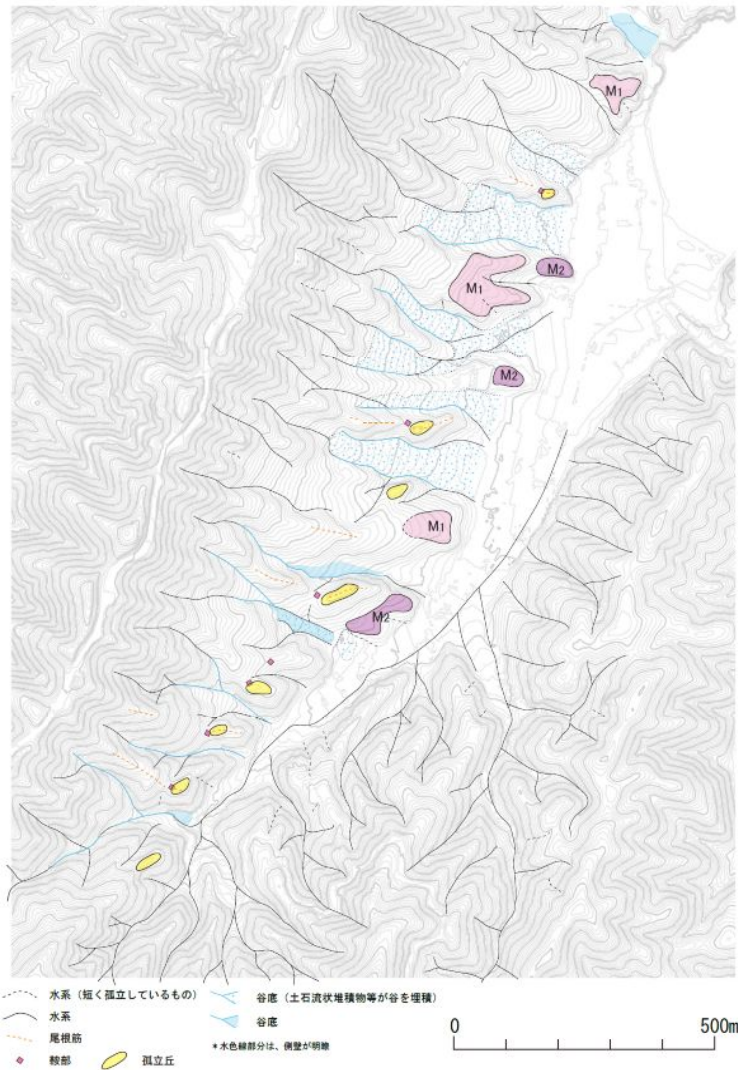 M1
M2
M1
M2
M1
M2
水系（短く孤立しているもの）
水系
尾根筋
鞍部
孤立丘
谷底（土石流状堆積物等が谷を埋積）
谷底
*水色線部分は、側壁が明瞭
0 500m